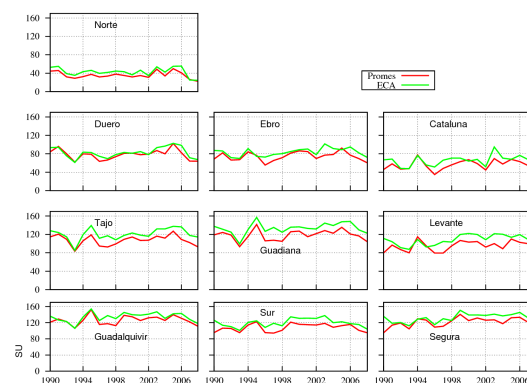 160
120
80
40
0
Norte
Promes
ECA
160
120
80
40
0
Duero
Ebro
Cataluna
160
120
80
40
0
Tajo
Guadiana
Levante
160
120
80
40
0
Guadalquivir
Sur
Segura
SU
1990 1994 1998 2002 2006
1990 1994 1998 2002 2006
1990 1994 1998 2002 2006